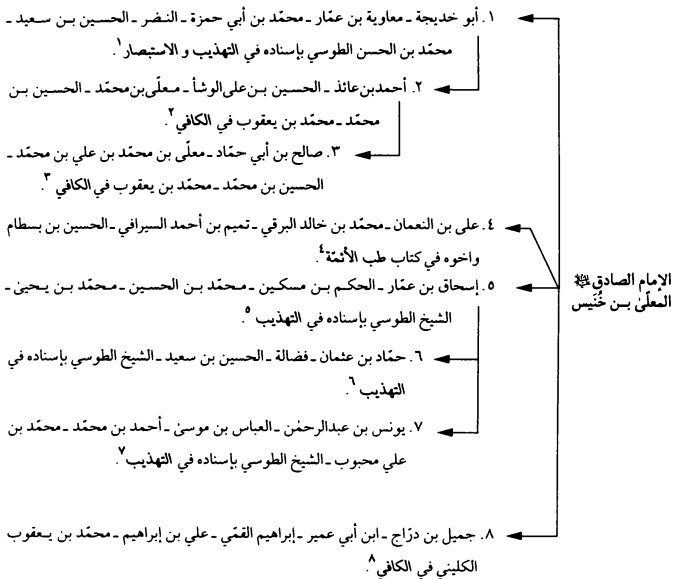 ١. أبو خديجة ـ معاوية بن عمّار ـ محمّد بن أبي حمزة ـ النضر ـ الحسين بن سعيد ـ
محمّد بن الحسن الطوسي بإسناده في التهذيب و الاستبصار.١
٢. أحمدبن‌عائذ ـ الحسين بن‌على‌الوشأ ـ معلّى‌بن‌محمّد ـ الحسين بن
محمّد ـ محمّد بن يعقوب في الكافي.٢
٣. صالح بن أبي حمّاد ـ معلّى بن محمّد بن علي بن محمّد ـ
الحسين بن محمّد ـ محمّد بن يعقوب في الكافي.٣
٤. على بن النعمان ـ محمّد بن خالد البرقي ـ تميم بن أحمد السيرافي ـ الحسين بن بسطام
واخوه في كتاب طب الأئمّة.٤
الإمام الصادق
المعلّىٰ بن خُنَيس
٥. إسحاق بن عمّار ـ الحكم بن مسكين ـ محمّد بن الحسين ـ محمّد بن يحيىٰ ـ
الشيخ الطوسي بإسناده في التهذيب.٥
٦. حمّاد بن عثمان ـ فضالة ـ الحسين بن سعيد ـ الشيخ الطوسي بإسناده في
التهذيب.٦
٧. يونس بن عبدالرحمٰن ـ العباس بن موسىٰ ـ أحمد بن محمّد ـ محمّد بن
علي محبوب ـ الشيخ الطوسي بإسناده في التهذيب.٧
٨. جميل بن درّاج ـ ابن أبي عمير ـ إبراهيم القمّي ـ علي بن إبراهيم ـ محمّد بن يعقوب
الكليني في الكافي.٨